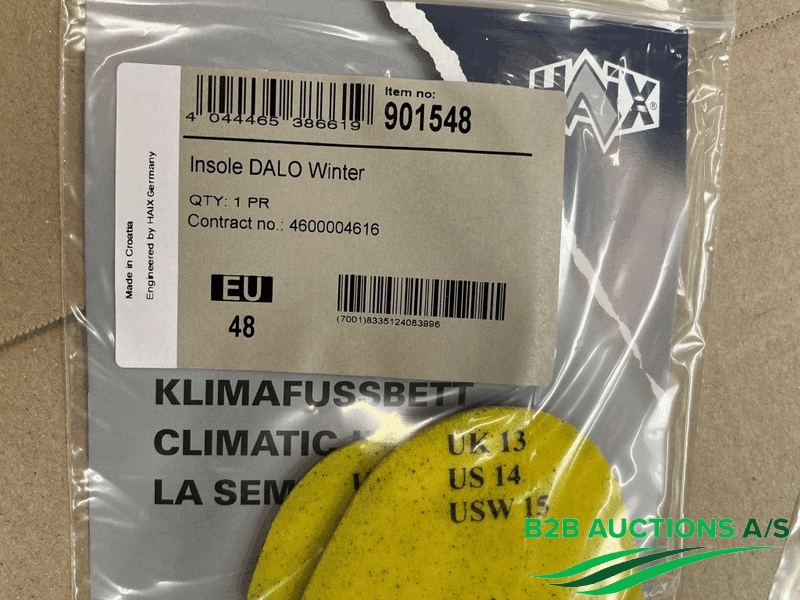 HAIX®
Item no:
4 044465 386619
901548
Insole DALO Winter
QTY: 1 PR
Contract no.: 4600004616
Made in Croatia
Engineered by HAIX Germany
EU
48
(7001)8335124083996
KLIMAFUSSBETT
CLIMATIC
LA SEM
UK 13
US 14
USW 15
B2B AUCTIONS A/S